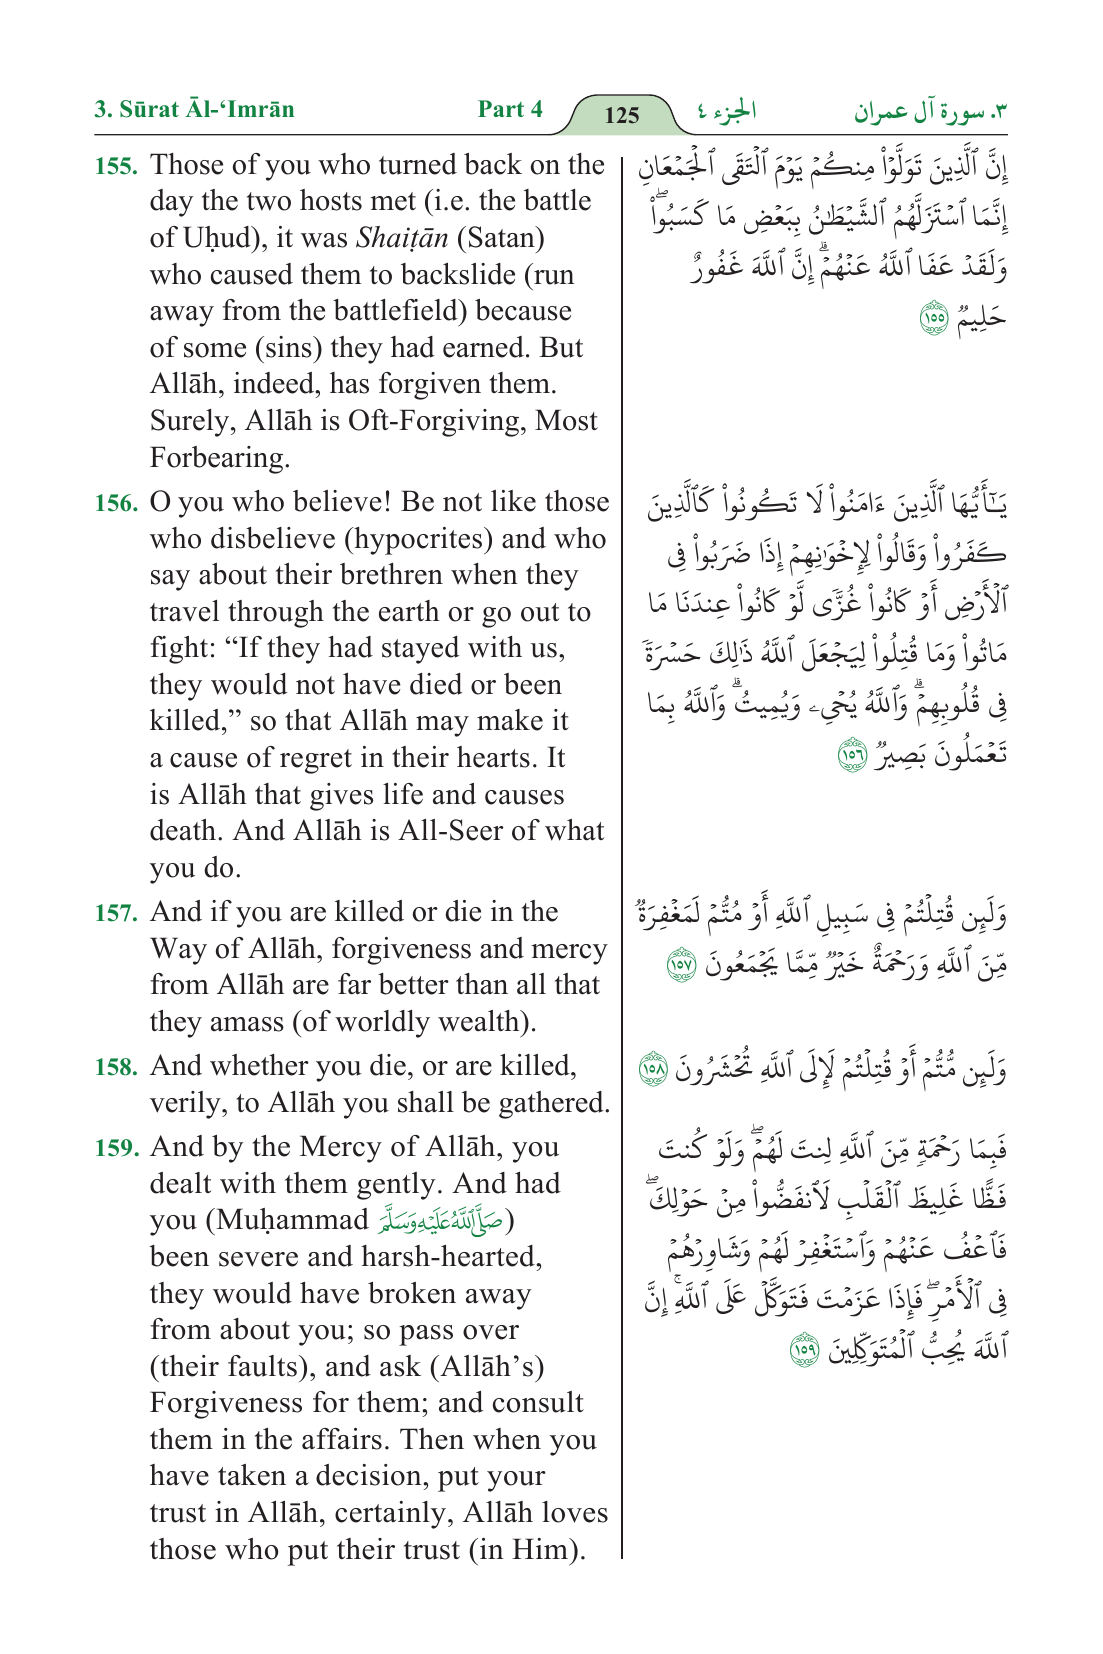 3. Sūrat Āl-‘Imrān Part 4 125 الجزء ٤ ٣. سورة آل عمران
155. Those of you who turned back on the
day the two hosts met (i.e. the battle
of Uḥud), it was Shaiṭān (Satan)
who caused them to backslide (run
away from the battlefield) because
of some (sins) they had earned. But
Allāh, indeed, has forgiven them.
Surely, Allāh is Oft-Forgiving, Most
Forbearing.
إِنَّ ٱلَّذِينَ تَوَلَّوْا۟ مِنكُمْ يَوْمَ ٱلْتَقَى ٱلْجَمْعَانِ
إِنَّمَا ٱسْتَزَلَّهُمُ ٱلشَّيْطَٰنُ بِبَعْضِ مَا كَسَبُوا۟ۖ
وَلَقَدْ عَفَا ٱللَّهُ عَنْهُمْۗ إِنَّ ٱللَّهَ غَفُورٌ
حَلِيمٌ ١٥٥
156. O you who believe! Be not like those
who disbelieve (hypocrites) and who
say about their brethren when they
travel through the earth or go out to
fight: “If they had stayed with us,
they would not have died or been
killed,” so that Allāh may make it
a cause of regret in their hearts. It
is Allāh that gives life and causes
death. And Allāh is All-Seer of what
you do.
يَٰٓأَيُّهَا ٱلَّذِينَ ءَامَنُوا۟ لَا تَكُونُوا۟ كَٱلَّذِينَ
كَفَرُوا۟ وَقَالُوا۟ لِإِخْوَٰنِهِمْ إِذَا ضَرَبُوا۟ فِى
ٱلْأَرْضِ أَوْ كَانُوا۟ غُزًّى لَّوْ كَانُوا۟ عِندَنَا مَا
مَاتُوا۟ وَمَا قُتِلُوا۟ لِيَجْعَلَ ٱللَّهُ ذَٰلِكَ حَسْرَةً
فِى قُلُوبِهِمْۗ وَٱللَّهُ يُحْىِۦ وَيُمِيتُۗ وَٱللَّهُ بِمَا
تَعْمَلُونَ بَصِيرٌ ١٥٦
157. And if you are killed or die in the
Way of Allāh, forgiveness and mercy
from Allāh are far better than all that
they amass (of worldly wealth).
وَلَئِن قُتِلْتُمْ فِى سَبِيلِ ٱللَّهِ أَوْ مُتُّمْ لَمَغْفِرَةٌ
مِّنَ ٱللَّهِ وَرَحْمَةٌ خَيْرٌ مِّمَّا يَجْمَعُونَ ١٥٧
158. And whether you die, or are killed,
verily, to Allāh you shall be gathered.
وَلَئِن مُّتُّمْ أَوْ قُتِلْتُمْ لَإِلَى ٱللَّهِ تُحْشَرُونَ ١٥٨
159. And by the Mercy of Allāh, you
dealt with them gently. And had
you (Muḥammad صَلَّى ٱللَّهُ عَلَيْهِ وَسَلَّمَ)
been severe and harsh-hearted,
they would have broken away
from about you; so pass over
(their faults), and ask (Allāh’s)
Forgiveness for them; and consult
them in the affairs. Then when you
have taken a decision, put your
trust in Allāh, certainly, Allāh loves
those who put their trust (in Him).
فَبِمَا رَحْمَةٍ مِّنَ ٱللَّهِ لِنتَ لَهُمْۖ وَلَوْ كُنتَ
فَظًّا غَلِيظَ ٱلْقَلْبِ لَٱنفَضُّوا۟ مِنْ حَوْلِكَۖ
فَٱعْفُ عَنْهُمْ وَٱسْتَغْفِرْ لَهُمْ وَشَاوِرْهُمْ
فِى ٱلْأَمْرِۖ فَإِذَا عَزَمْتَ فَتَوَكَّلْ عَلَى ٱللَّهِۚ إِنَّ
ٱللَّهَ يُحِبُّ ٱلْمُتَوَكِّلِينَ ١٥٩